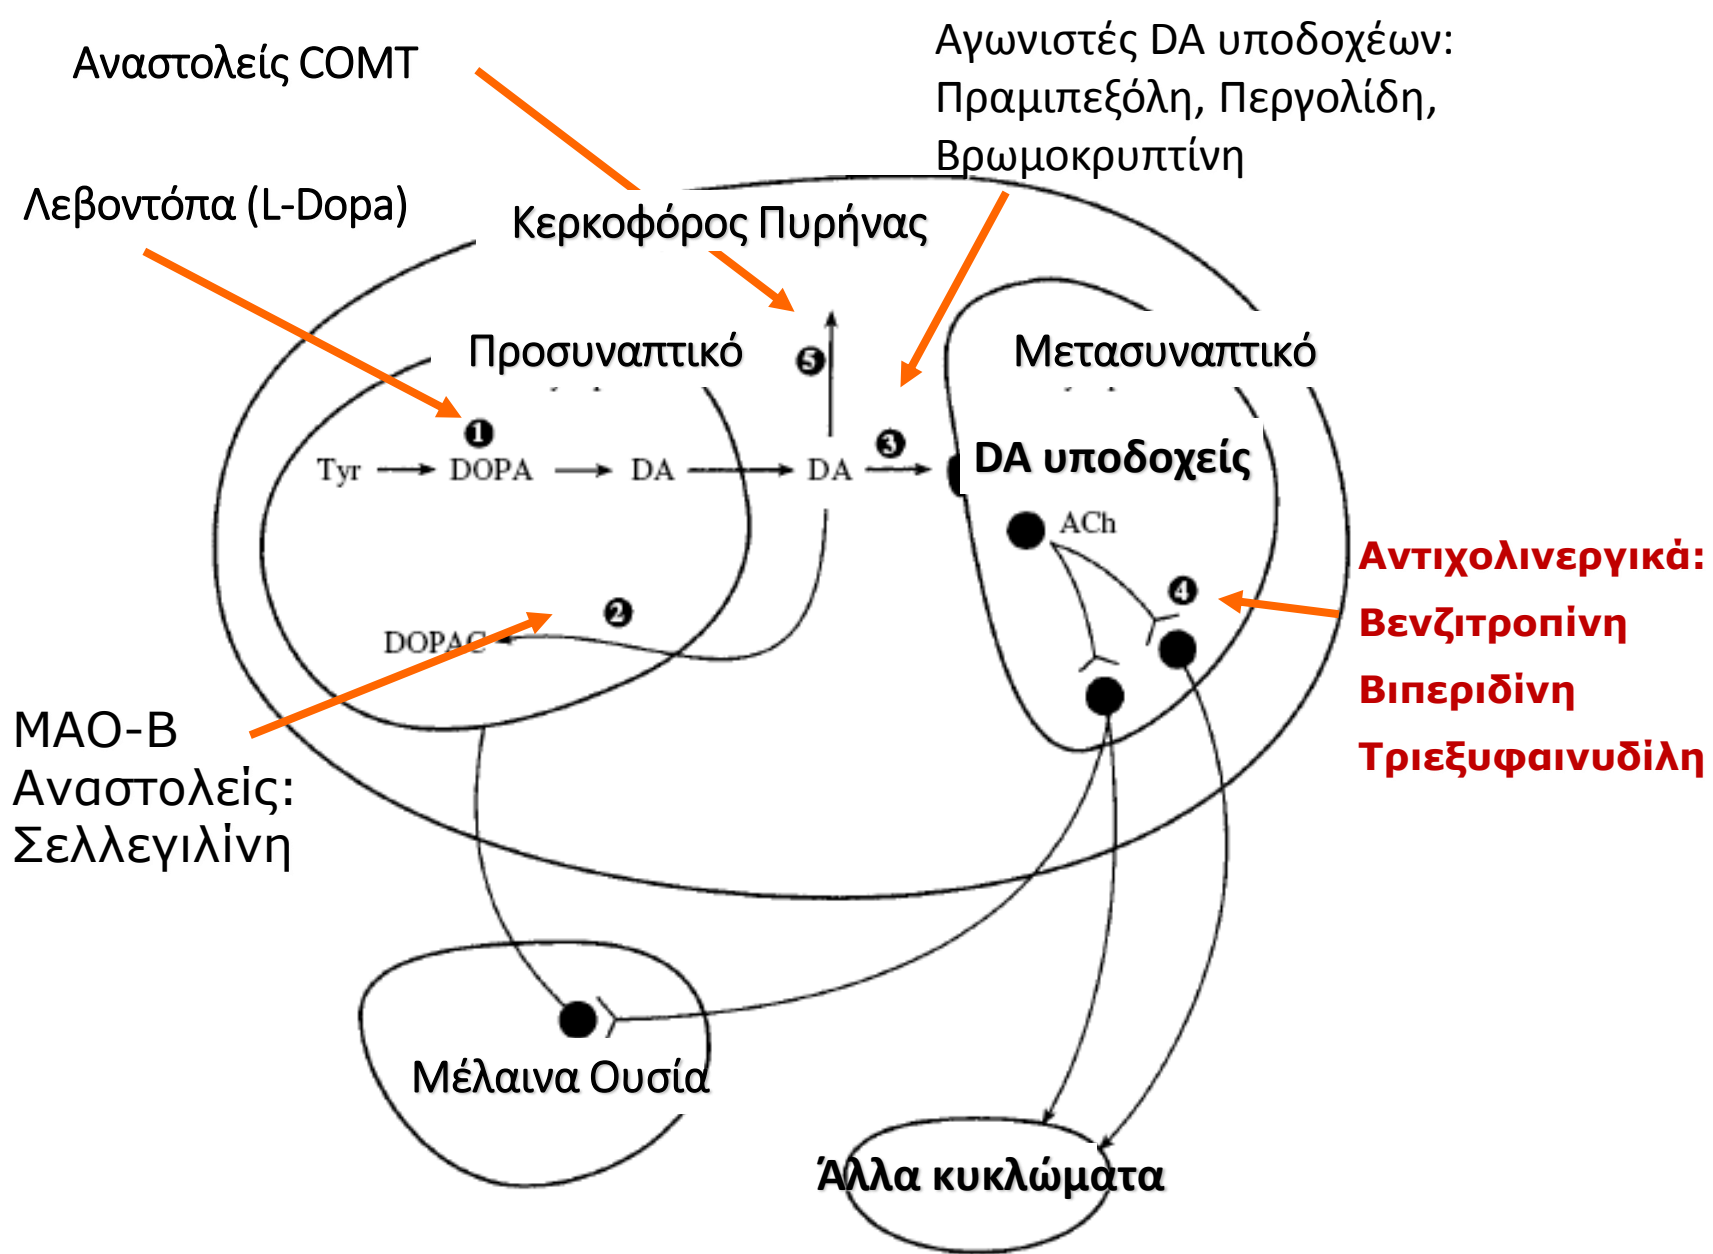 Αναστολείς COMT
Αγωνιστές DA υποδοχέων:
Πραμιπεξόλη, Περγολίδη,
Βρωμοκρυπτίνη
Λεβοντόπα (L-Dopa)
Κερκοφόρος Πυρήνας
Προσυναπτικό
5
Μετασυναπτικό
1
3
Tyr DOPA DA DA
DA υποδοχείς
ACh
Αντιχολινεργικά:
4
2
Βενζιτροπίνη
DOPAC
Βιπεριδίνη
Τριεξυφαινυδίλη
MAO-B
Αναστολείς:
Σελλεγιλίνη
Μέλαινα Ουσία
Άλλα κυκλώματα